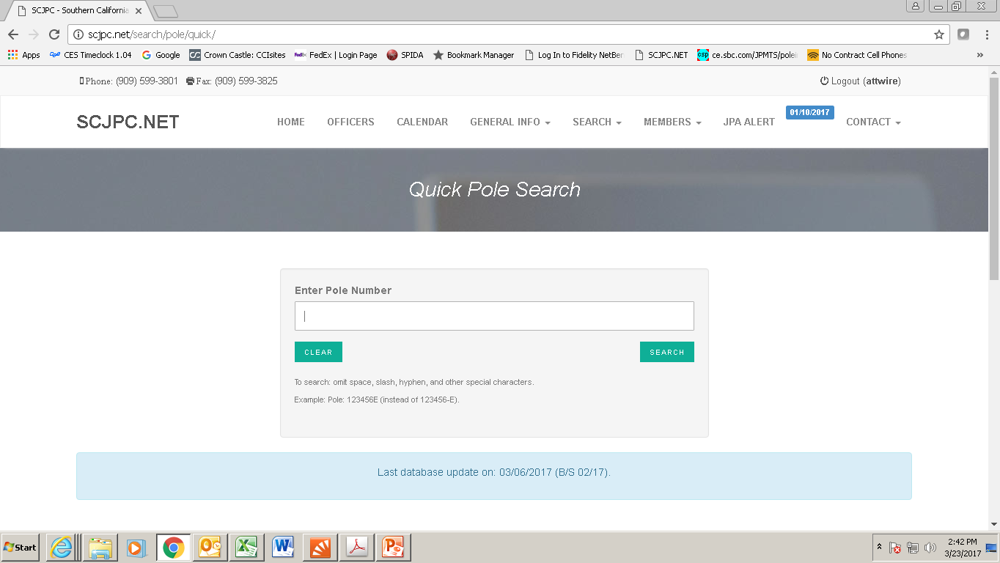 SCJPC - Southern California
scjpc.net/search/pole/quick/
Apps CES Timeclock 1.04 Google Crown Castle: CCIsites FedEx | Login Page SPIDA Bookmark Manager Log In to Fidelity NetBen SCJPC.NET ce.sbc.com/JPMTS/polei No Contract Cell Phones »
Phone: (909) 599-3801 Fax: (909) 599-3825 Logout (attwire)
SCJPC.NET HOME OFFICERS CALENDAR GENERAL INFO SEARCH MEMBERS JPA ALERT 01/10/2017 CONTACT
Quick Pole Search
Enter Pole Number
CLEAR SEARCH
To search: omit space, slash, hyphen, and other special characters.
Example: Pole: 123456E (instead of 123456-E).
Last database update on: 03/06/2017 (B/S 02/17).
Start 2:42 PM
3/23/2017